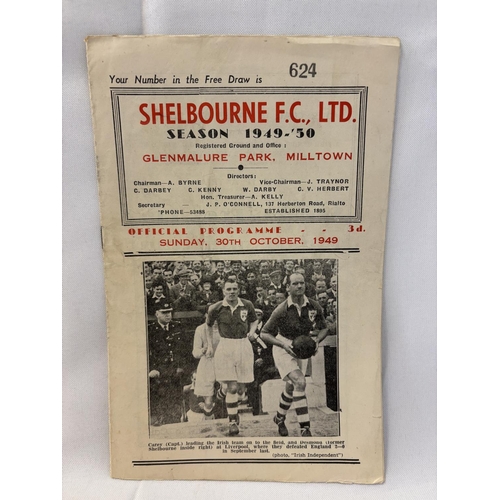 Your Number in the Free Draw is 624
SHELBOURNE F.C., LTD.
SEASON 1949-'50
Registered Ground and Office :
GLENMALURE PARK, MILLTOWN
Directors:
Chairman—A. BYRNE Vice-Chairman—J. TRAYNOR
C. DARBEY C. KENNY W. DARBY C. V. HERBERT
Hon. Treasurer—A. KELLY
Secretary - J. P. O'CONNELL, 137 Herberton Road, Rialto
'PHONE—53498 ESTABLISHED 1895
OFFICIAL PROGRAMME - - 3d.
SUNDAY, 30TH OCTOBER, 1949
Carey (Capt.) leading the Irish team on to the field, and Desmond (former
Shelbourne inside right) at Liverpool, where they defeated England 2—0
in September last.
(photo, "Irish Independent")